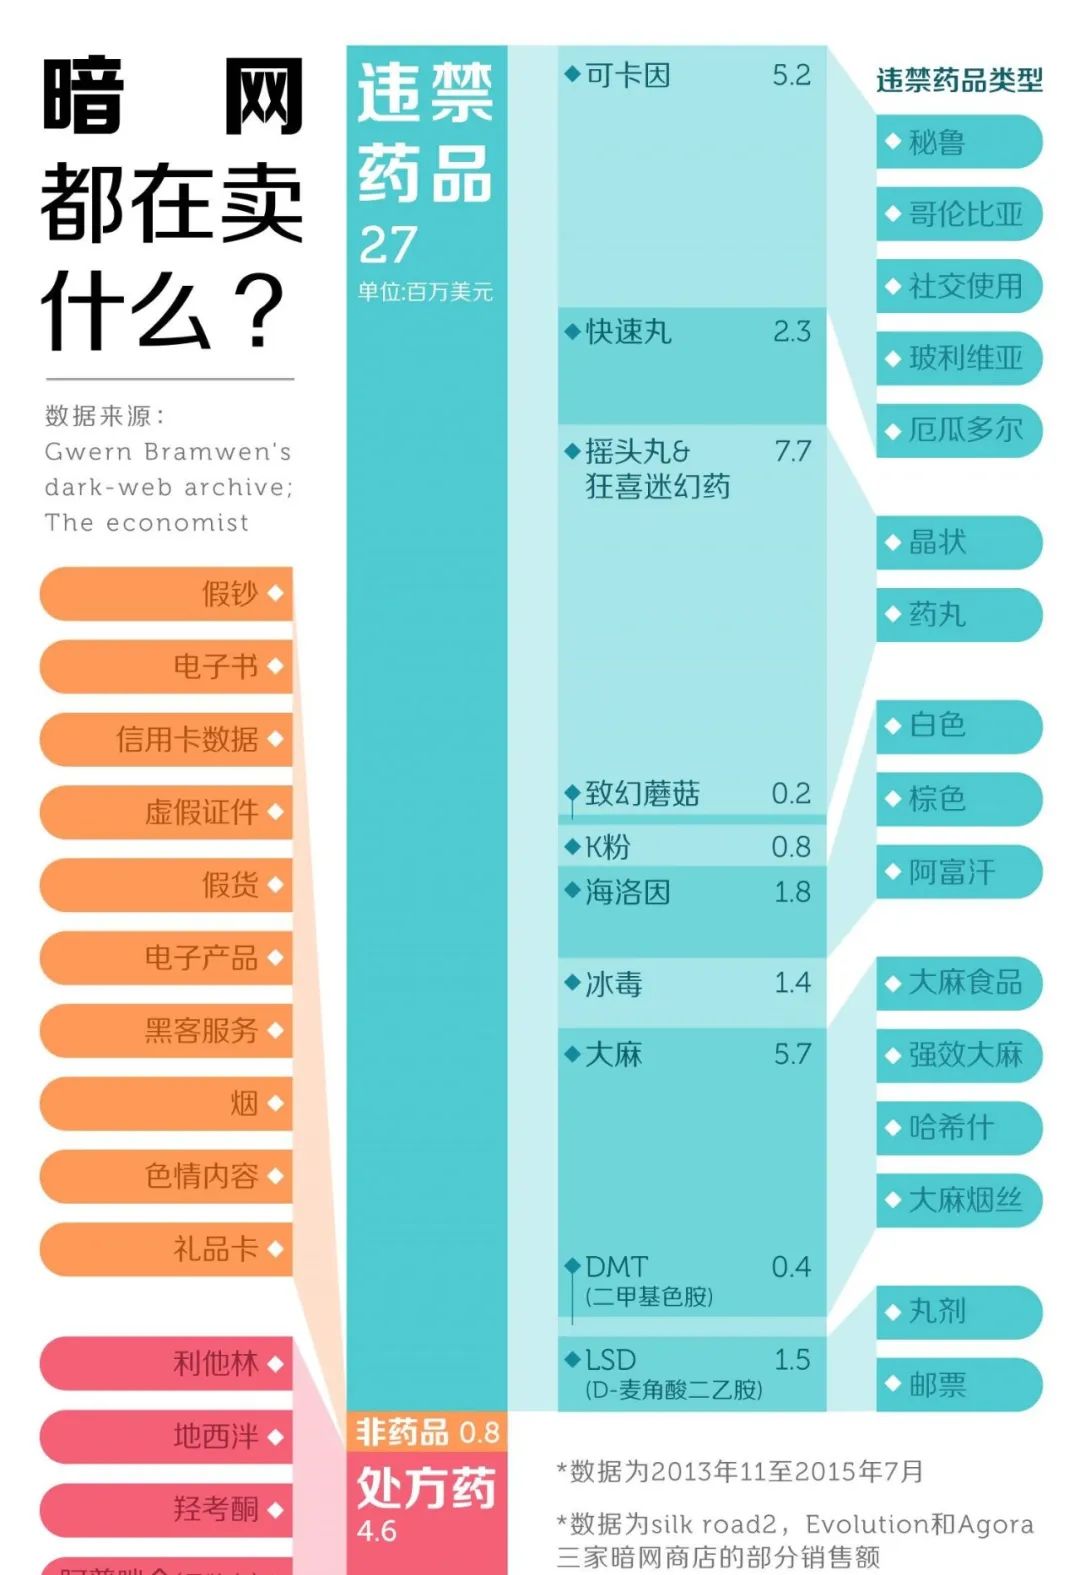 暗网
都在卖
什么？
数据来源：
Gwern Bramwen's
dark-web archive;
The economist
假钞
电子书
信用卡数据
虚假证件
假货
电子产品
黑客服务
烟
色情内容
礼品卡
利他林
地西泮
羟考酮
违禁
药品
27
单位:百万美元
非药品 0.8
处方药
4.6
可卡因 5.2
快速丸 2.3
摇头丸& 7.7
狂喜迷幻药
致幻蘑菇 0.2
K粉 0.8
海洛因 1.8
冰毒 1.4
大麻 5.7
DMT 0.4
(二甲基色胺)
LSD 1.5
(D-麦角酸二乙胺)
违禁药品类型
秘鲁
哥伦比亚
社交使用
玻利维亚
厄瓜多尔
晶状
药丸
白色
棕色
阿富汗
大麻食品
强效大麻
哈希什
大麻烟丝
丸剂
邮票
*数据为2013年11至2015年7月
*数据为silk road2，Evolution和Agora
三家暗网商店的部分销售额